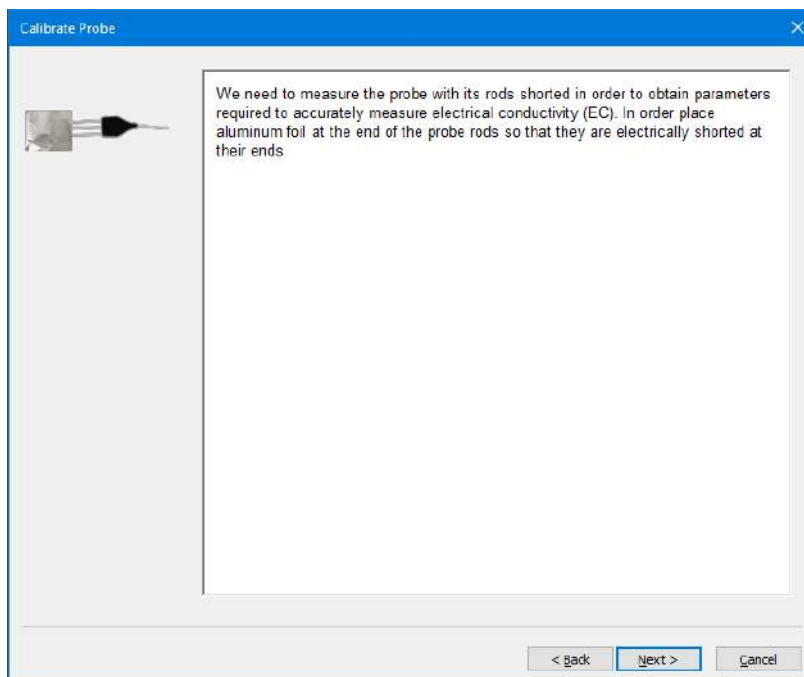 Calibrate Probe
We need to measure the probe with its rods shorted in order to obtain parameters
required to accurately measure electrical conductivity (EC). In order place
aluminum foil at the end of the probe rods so that they are electrically shorted at
their ends
< Back Next > Cancel